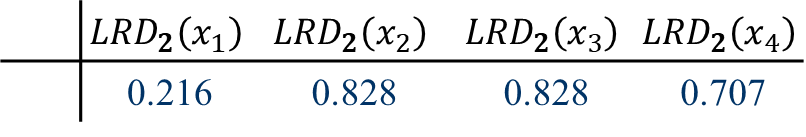 LRD₂(x₁) LRD₂(x₂) LRD₂(x₃) LRD₂(x₄)
0.216 0.828 0.828 0.707